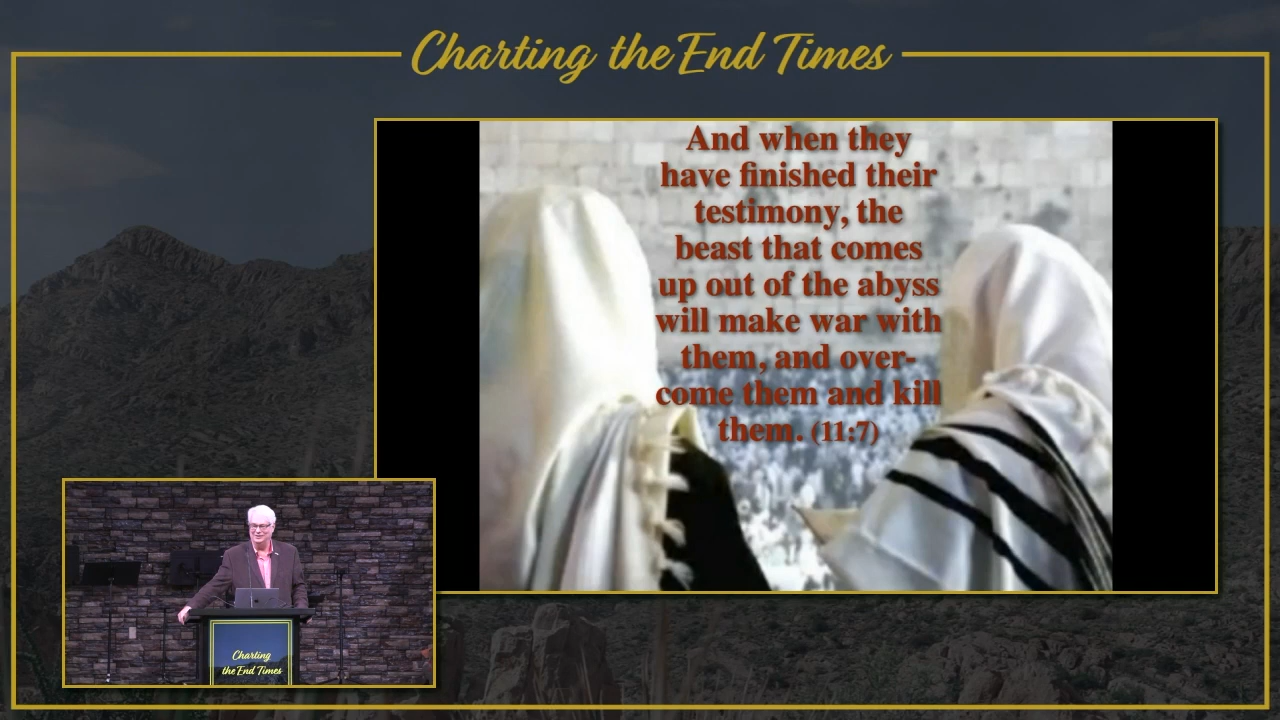 Charting the End Times
And when they
have finished their
testimony, the
beast that comes
up out of the abyss
will make war with
them, and over-
come them and kill
them. (11:7)
Charting
the End Times